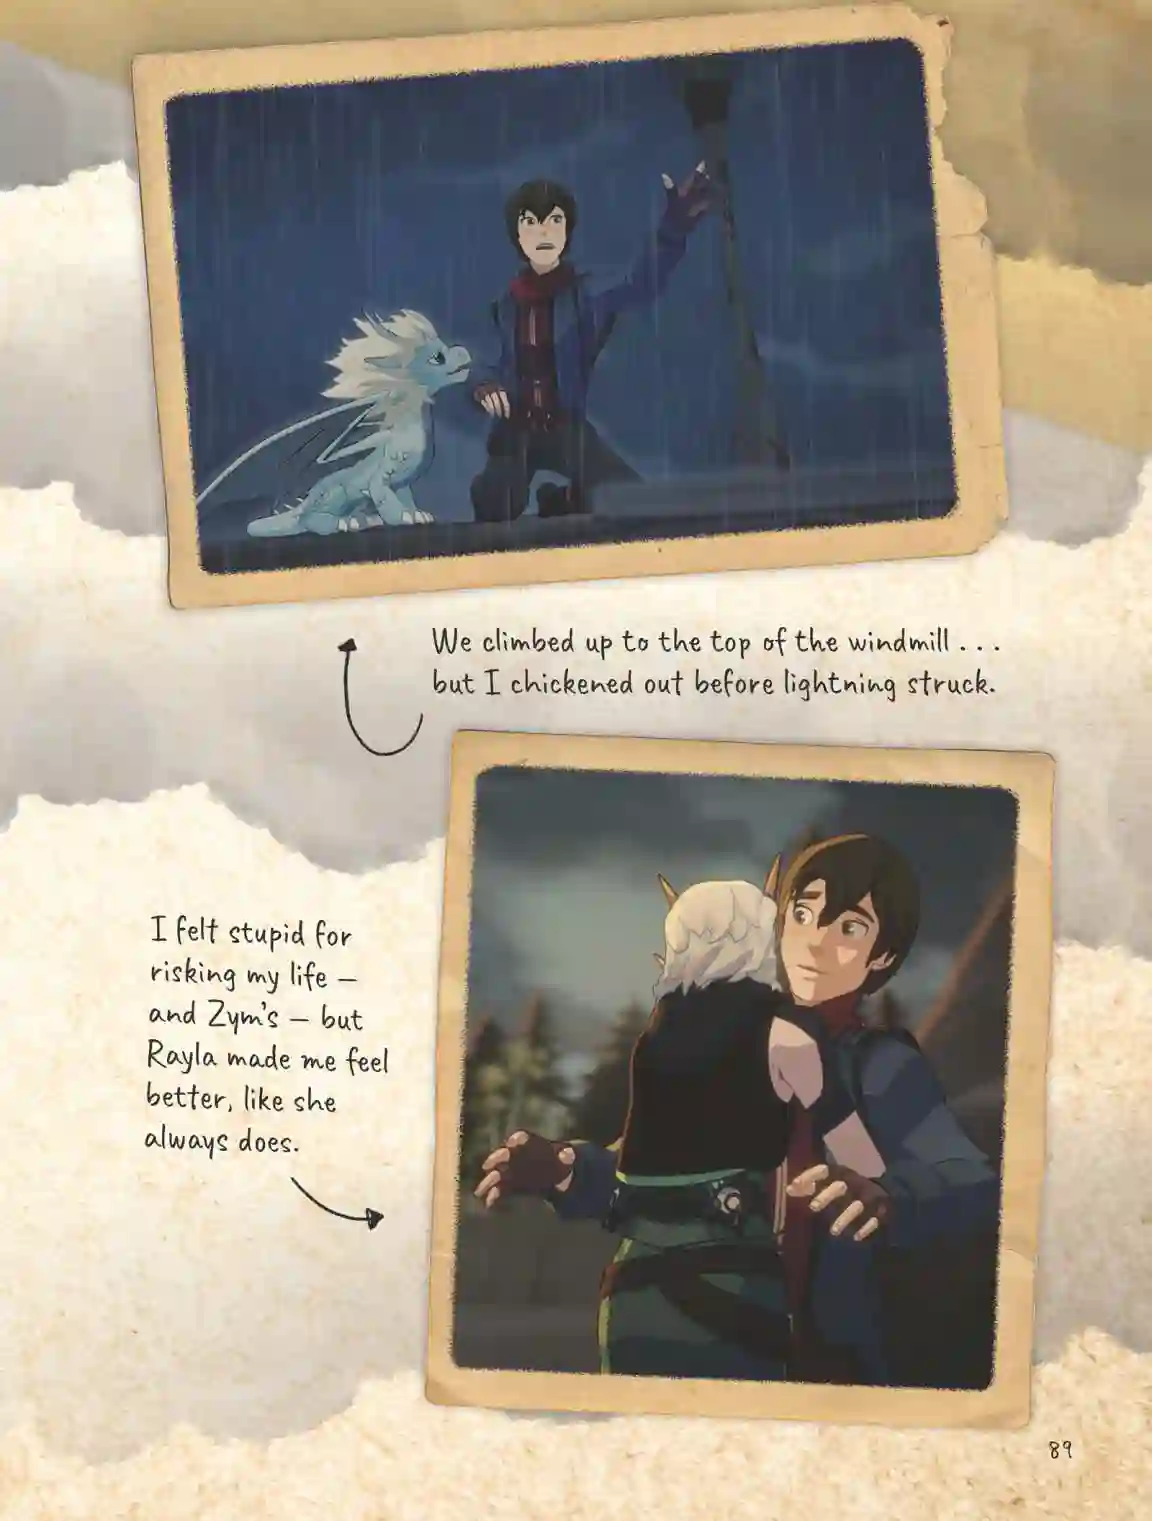 We climbed up to the top of the windmill . . .
but I chickened out before lightning struck.
I felt stupid for
risking my life –
and Zym's – but
Rayla made me feel
better, like she
always does.
89